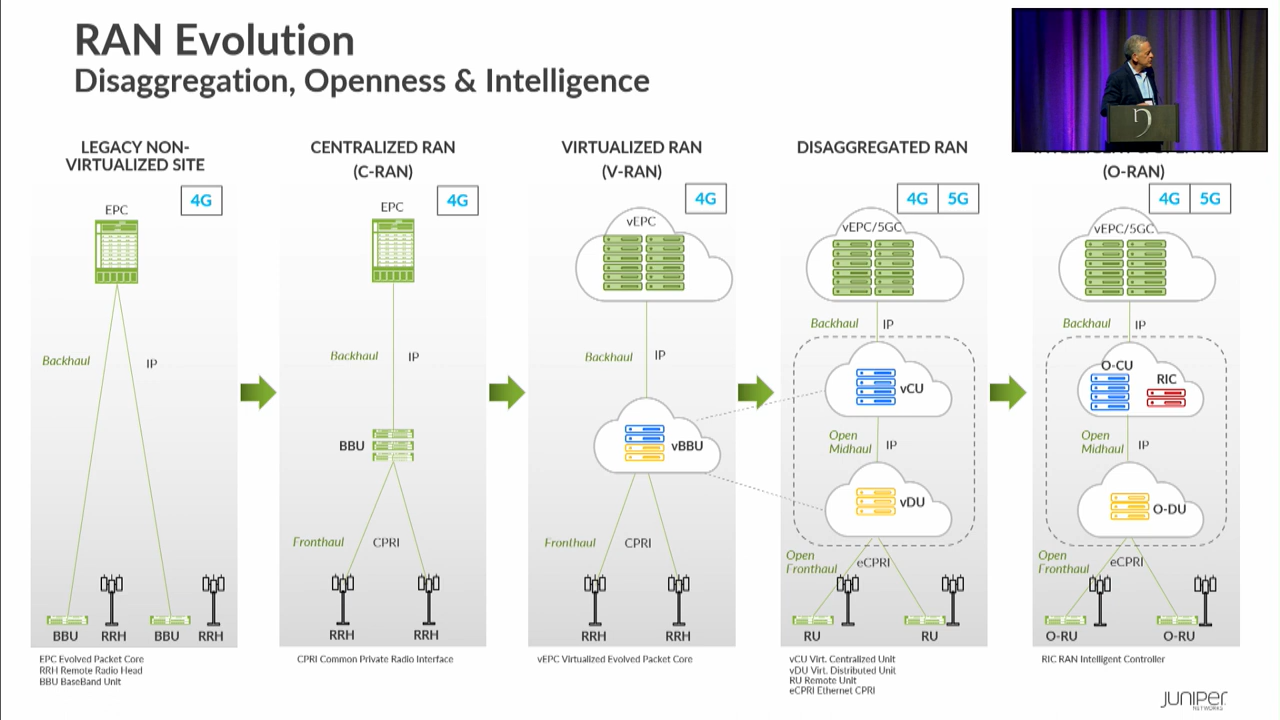 RAN Evolution
Disaggregation, Openness & Intelligence
LEGACY NON-
VIRTUALIZED SITE
4G
EPC
Backhaul
IP
BBU
RRH
BBU
RRH
EPC Evolved Packet Core
RRH Remote Radio Head
BBU BaseBand Unit
CENTRALIZED RAN
(C-RAN)
4G
EPC
Backhaul
IP
BBU
Fronthaul
CPRI
RRH
RRH
CPRI Common Private Radio Interface
VIRTUALIZED RAN
(V-RAN)
4G
vEPC
Backhaul
IP
vBBU
Fronthaul
CPRI
RRH
RRH
vEPC Virtualized Evolved Packet Core
DISAGGREGATED RAN
4G
5G
vEPC/5GC
Backhaul
IP
vCU
Open
Midhaul
IP
vDU
Open
Fronthaul
eCPRI
RU
RU
vCU Virt. Centralized Unit
vDU Virt. Distributed Unit
RU Remote Unit
eCPRI Ethernet CPRI
(O-RAN)
4G
5G
vEPC/5GC
Backhaul
IP
O-CU
RIC
Open
Midhaul
IP
O-DU
Open
Fronthaul
eCPRI
O-RU
O-RU
RIC RAN Intelligent Controller
JUNIPER
NETWORKS